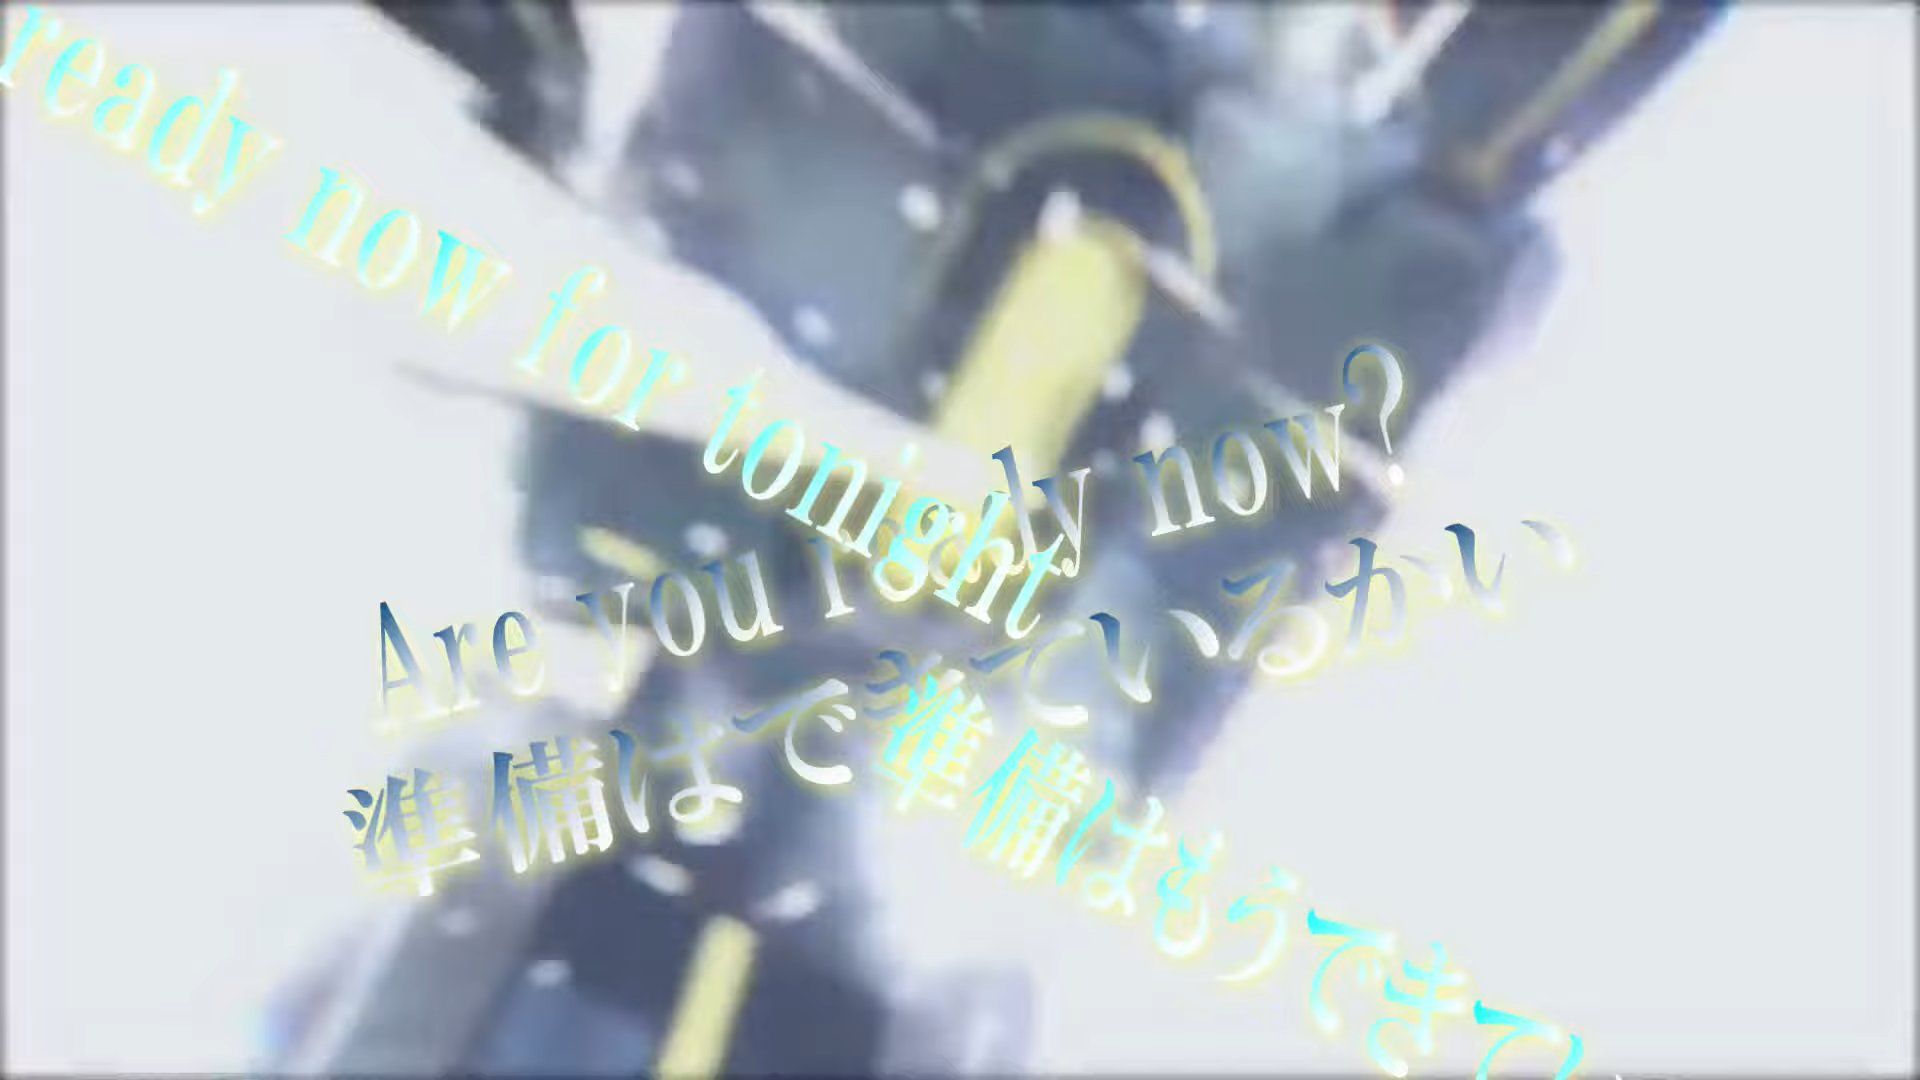 ready now for tonight
Are you ready now?
準備はできているかい
準備はもうできて